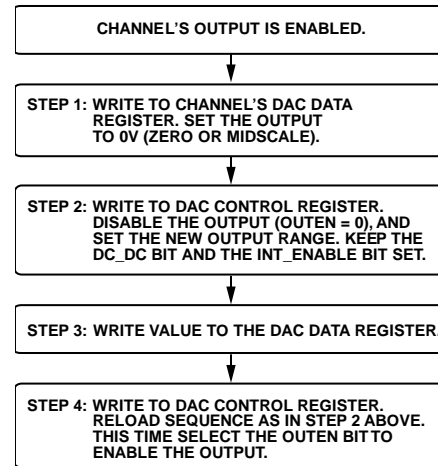 CHANNEL'S OUTPUT IS ENABLED.
STEP 1: WRITE TO CHANNEL'S DAC DATA
REGISTER. SET THE OUTPUT
TO 0V (ZERO OR MIDSCALE).
STEP 2: WRITE TO DAC CONTROL REGISTER.
DISABLE THE OUTPUT (OUTEN = 0), AND
SET THE NEW OUTPUT RANGE. KEEP THE
DC_DC BIT AND THE INT_ENABLE BIT SET.
STEP 3: WRITE VALUE TO THE DAC DATA REGISTER.
STEP 4: WRITE TO DAC CONTROL REGISTER.
RELOAD SEQUENCE AS IN STEP 2 ABOVE.
THIS TIME SELECT THE OUTEN BIT TO
ENABLE THE OUTPUT.